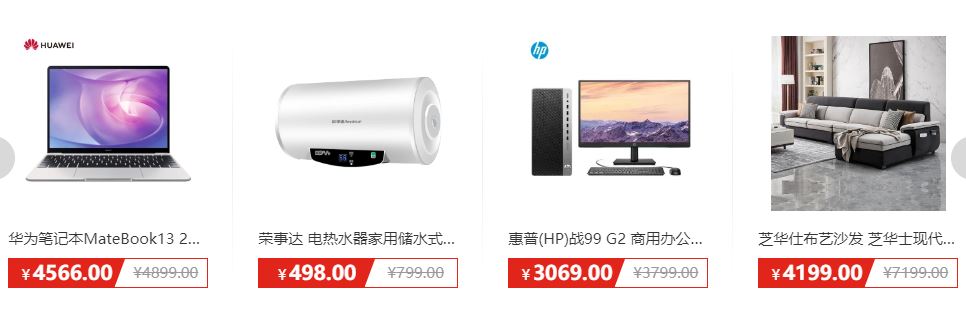 HUAWEI
hp
华为笔记本MateBook13 2...
荣事达 电热水器家用储水式...
惠普(HP)战99 G2 商用办公...
芝华仕布艺沙发 芝华士现代...
¥4566.00 ¥4899.00
¥498.00 ¥799.00
¥3069.00 ¥3799.00
¥4199.00 ¥7199.00